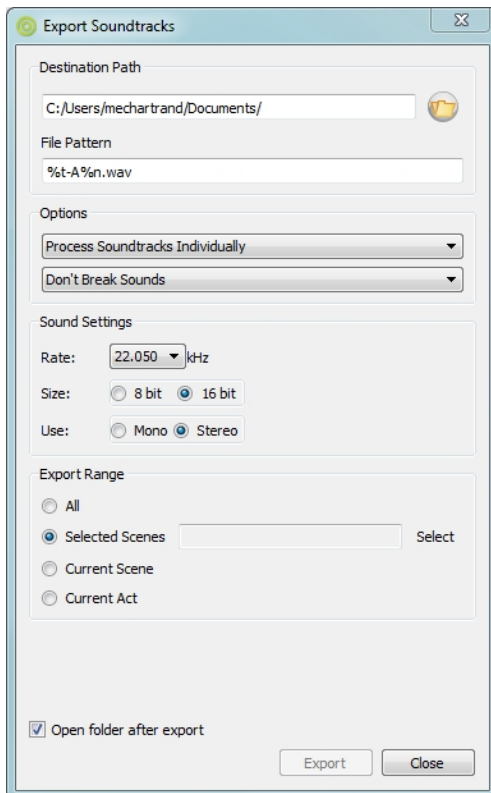 Export Soundtracks
Destination Path
C:/Users/mechartrand/Documents/
File Pattern
%t-A%n.wav
Options
Process Soundtracks Individually
Don't Break Sounds
Sound Settings
Rate: 22.050 kHz
Size: 8 bit 16 bit
Use: Mono Stereo
Export Range
All
Selected Scenes Select
Current Scene
Current Act
Open folder after export
Export Close